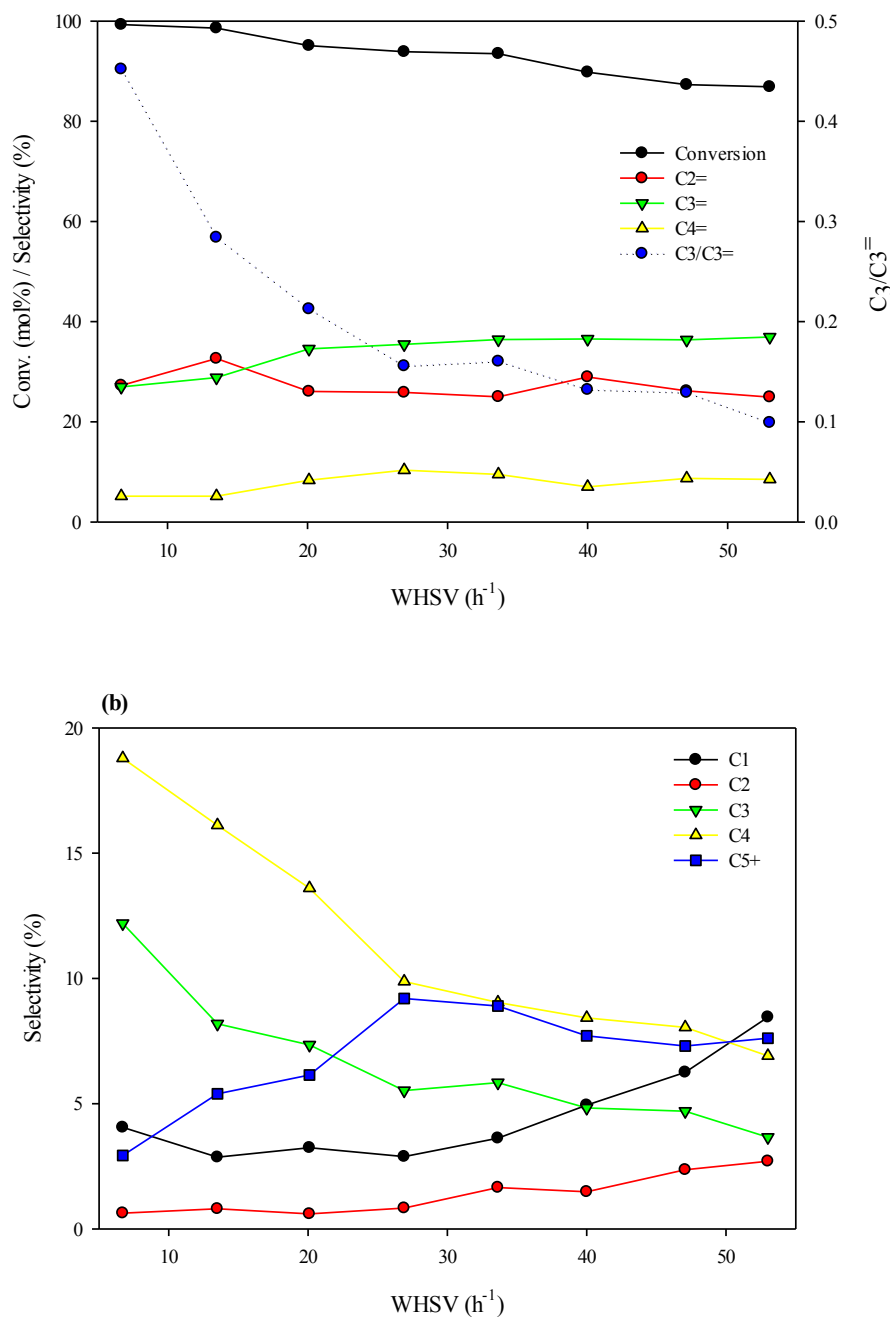 100
80
60
40
20
0
Conv. (mol%) / Selectivity (%)
0.5
0.4
0.3
0.2
0.1
0.0
C3/C3=
Conversion
C2=
C3=
C4=
C3/C3=
10
20
30
40
50
WHSV (h-1)
(b)
20
15
10
5
0
Selectivity (%)
C1
C2
C3
C4
C5+
10
20
30
40
50
WHSV (h-1)